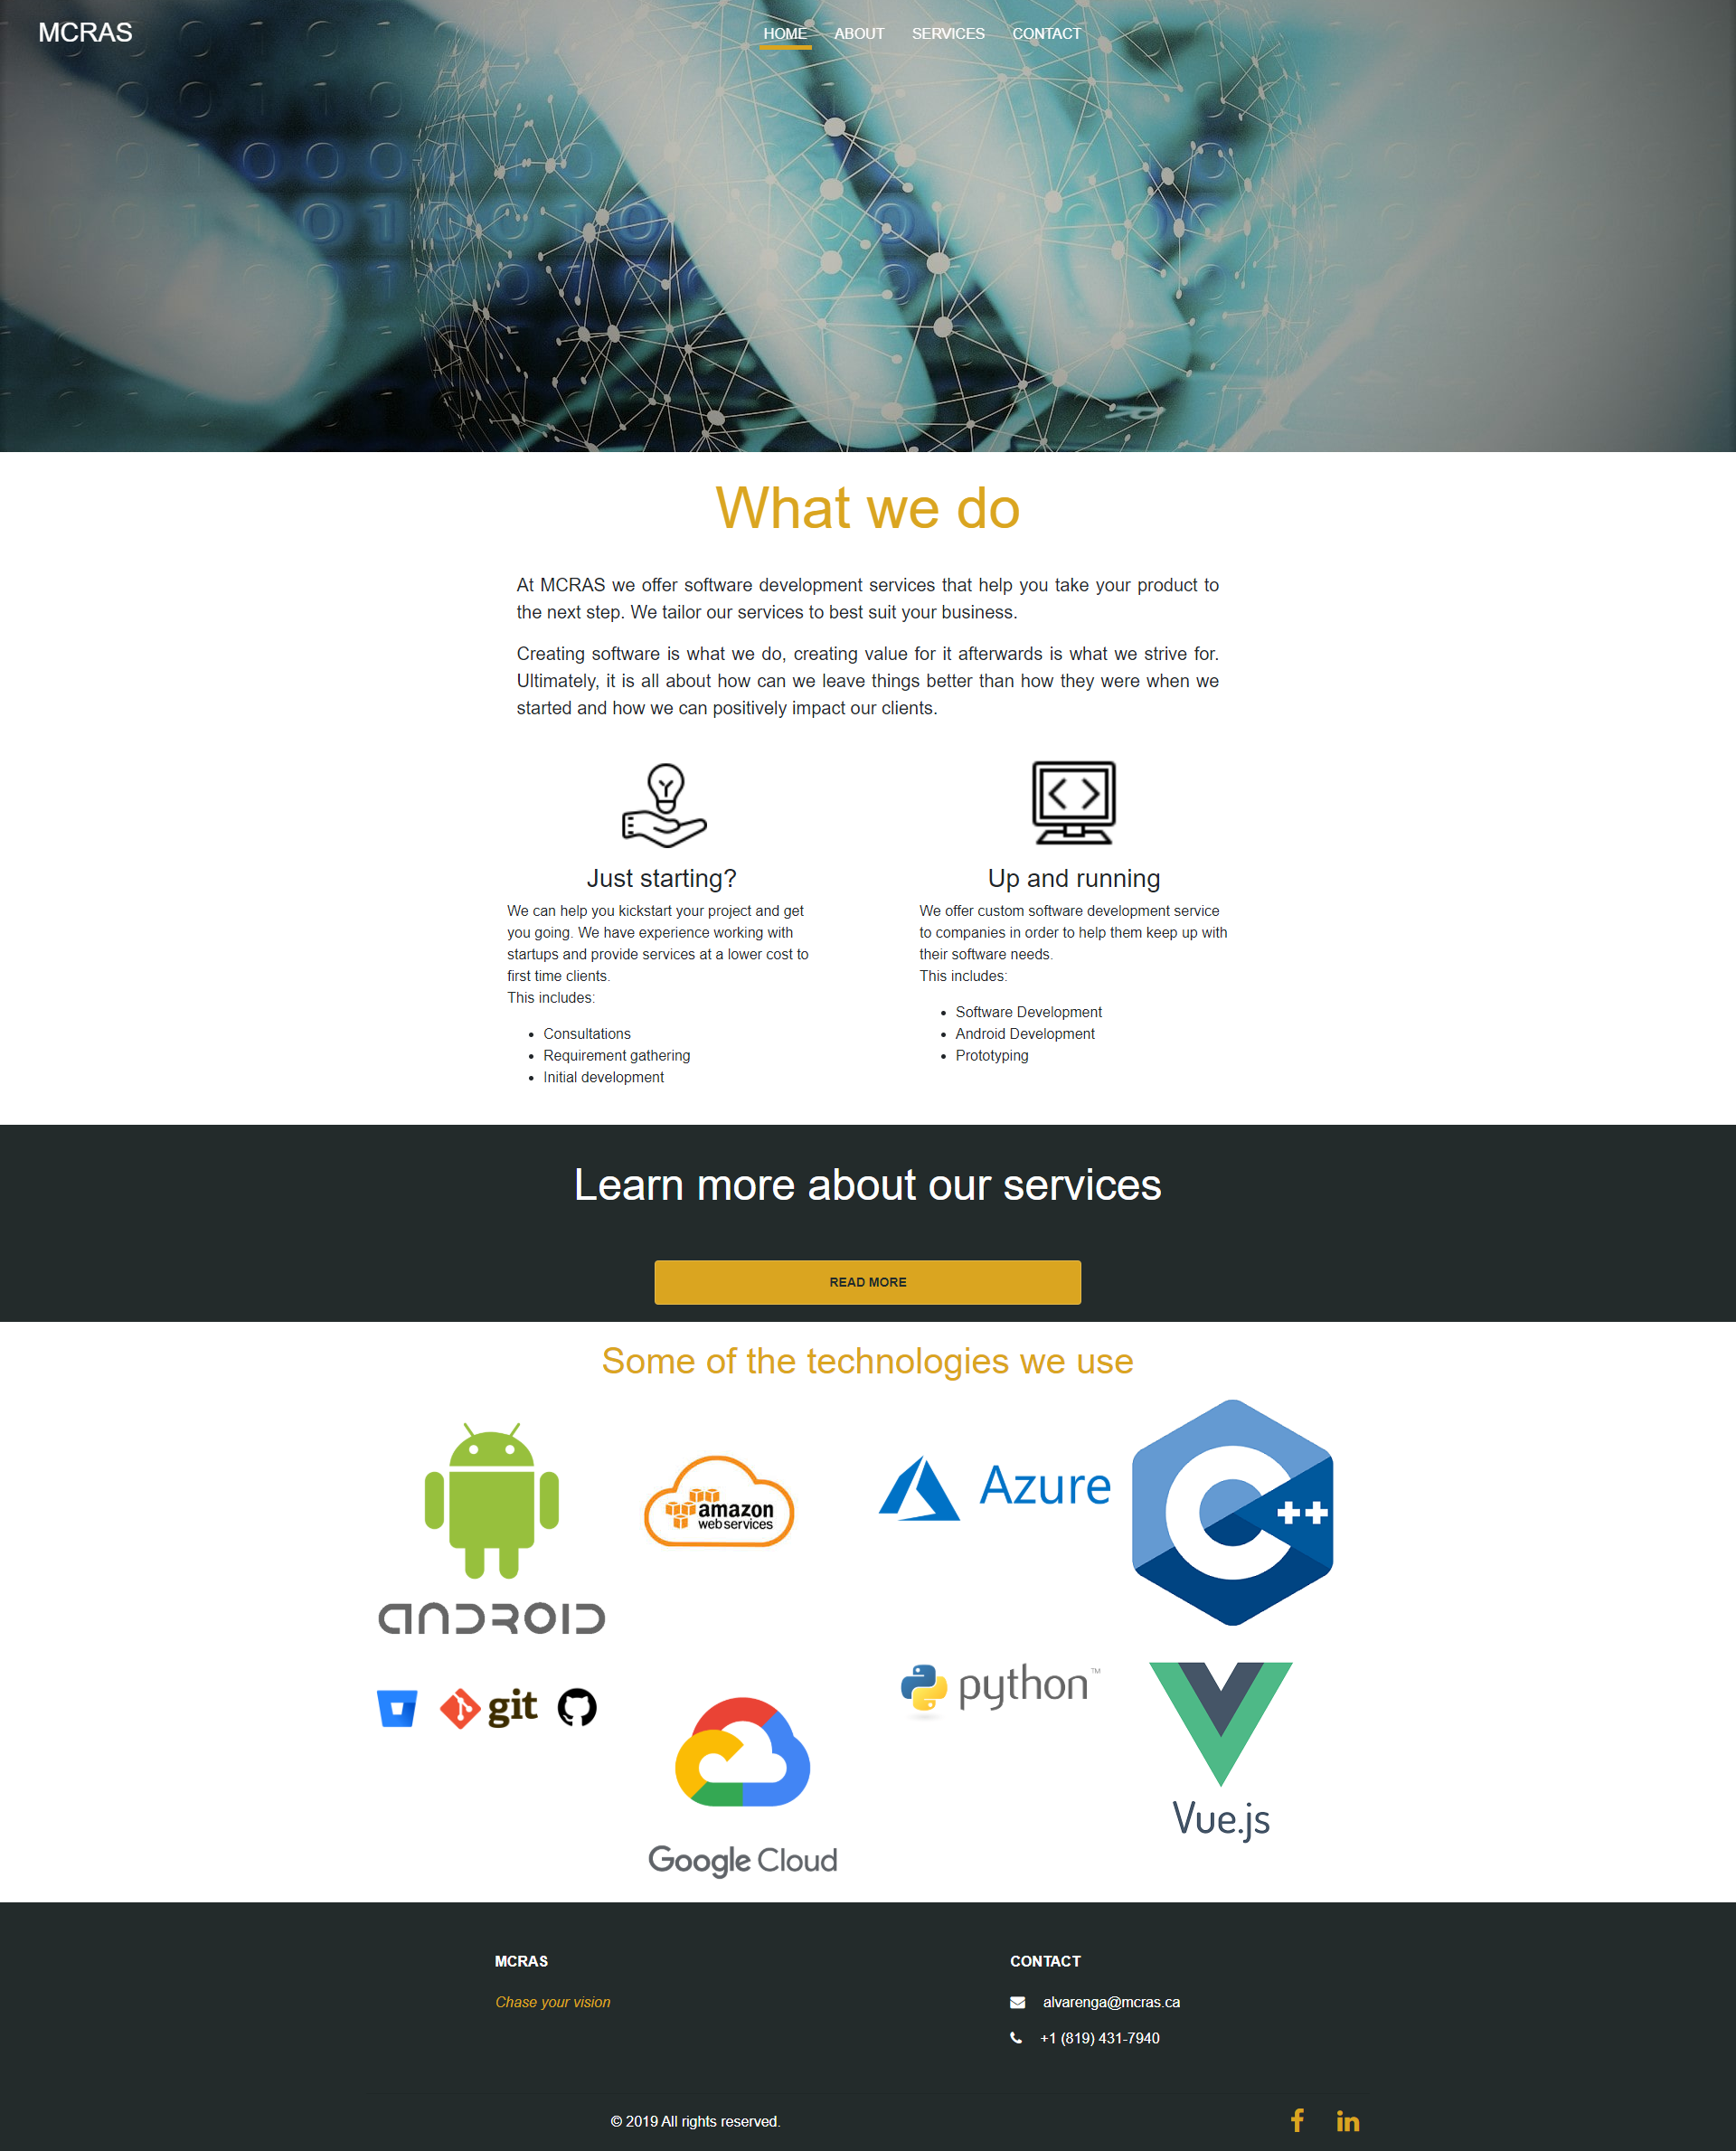 MCRAS
HOME ABOUT SERVICES CONTACT
What we do
At MCRAS we offer software development services that help you take your product to
the next step. We tailor our services to best suit your business.
Creating software is what we do, creating value for it afterwards is what we strive for.
Ultimately, it is all about how can we leave things better than how they were when we
started and how we can positively impact our clients.
Just starting?
We can help you kickstart your project and get
you going. We have experience working with
startups and provide services at a lower cost to
first time clients.
This includes:
• Consultations
• Requirement gathering
• Initial development
Up and running
We offer custom software development service
to companies in order to help them keep up with
their software needs.
This includes:
• Software Development
• Android Development
• Prototyping
Learn more about our services
READ MORE
Some of the technologies we use
ANDROID
amazon
web services
Azure
C++
git
Google Cloud
python™
Vue.js
MCRAS
Chase your vision
CONTACT
alvarenga@mcras.ca
+1 (819) 431-7940
© 2019 All rights reserved.
f in